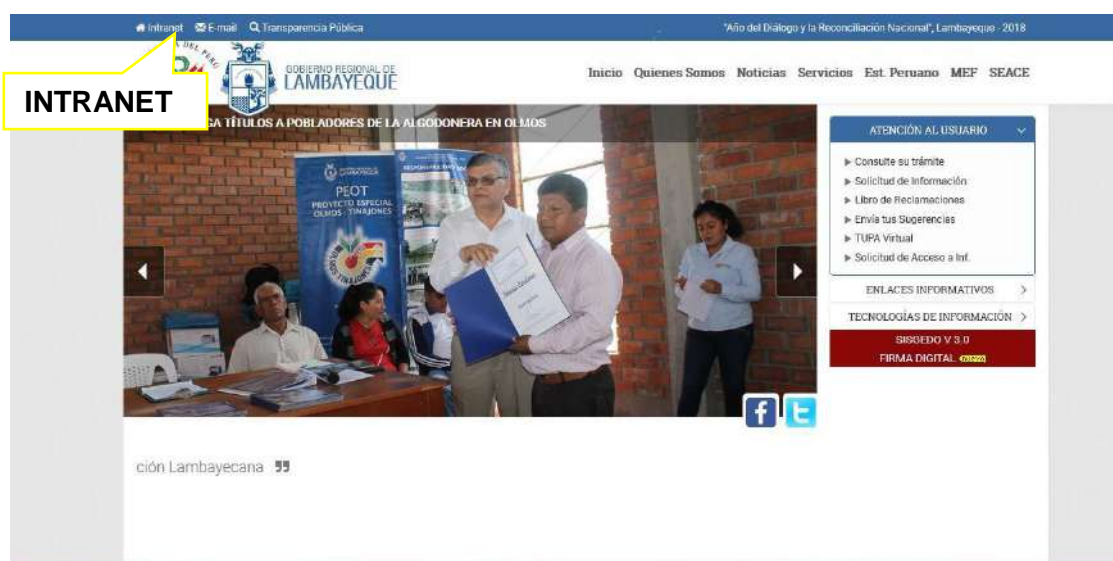 Intranet E-mail Transparencia Pública
"Año del Diálogo y la Reconciliación Nacional", Lambayeque - 2018
DEL PERU
GOBIERNO REGIONAL DE
LAMBAYEQUE
Inicio Quienes Somos Noticias Servicios Est. Peruano MEF SEACE
INTRANET
GA TÍTULOS A POBLADORES DE LA ALGODONERA EN OLMOS
PEOT
PROYECTO ESPECIAL
OLMOS - TINAJONES
ATENCIÓN AL USUARIO
Consulte su trámite
Solicitud de Información
Libro de Reclamaciones
Envía tus Sugerencias
TUPA Virtual
Solicitud de Acceso a Inf.
ENLACES INFORMATIVOS
TECNOLOGÍAS DE INFORMACIÓN
SISGEDO V 3.0
FIRMA DIGITAL
ción Lambayecana